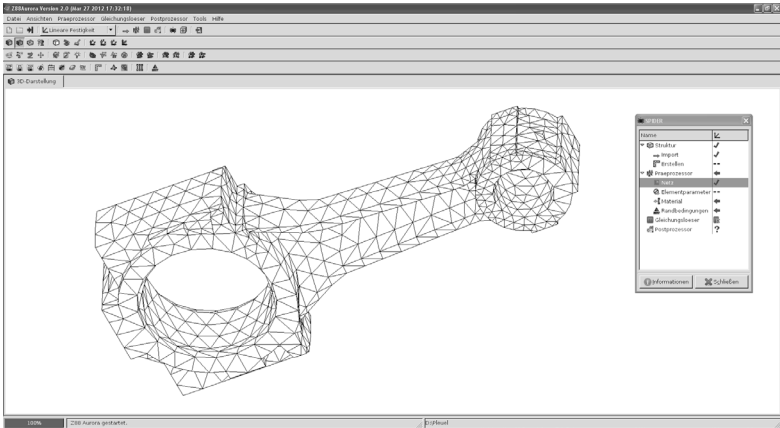 Z88Aurora Version 2.0 (Mar 27 2012 17:32:18)
Datei Ansichten Praeprozessor Gleichungsloeser Postprozessor Tools Hilfe
Lineare Festigkeit
3D-Darstellung
SPIDER
Name
Struktur
Import
Erstellen
Praeprozessor
Netz
Elementparameter
Material
Randbedingungen
Gleichungsloeser
Postprozessor ?
Informationen Schließen
100% Z88 Aurora gestartet. D:\Pleuel